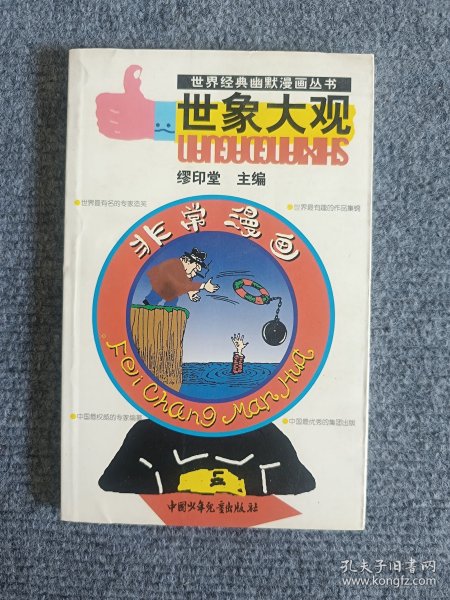 世界经典幽默漫画丛书
世象大观
SHIXIANGDAGUAN
缪印堂 主编
世界最有名的专家选英
世界最有趣的作品集锦
非常漫画
Fei Chang Man Hua
中国最权威的专家编著
中国最优秀的集团出版
中国少年儿童出版社
孔夫子旧书网
www.kongfz.com